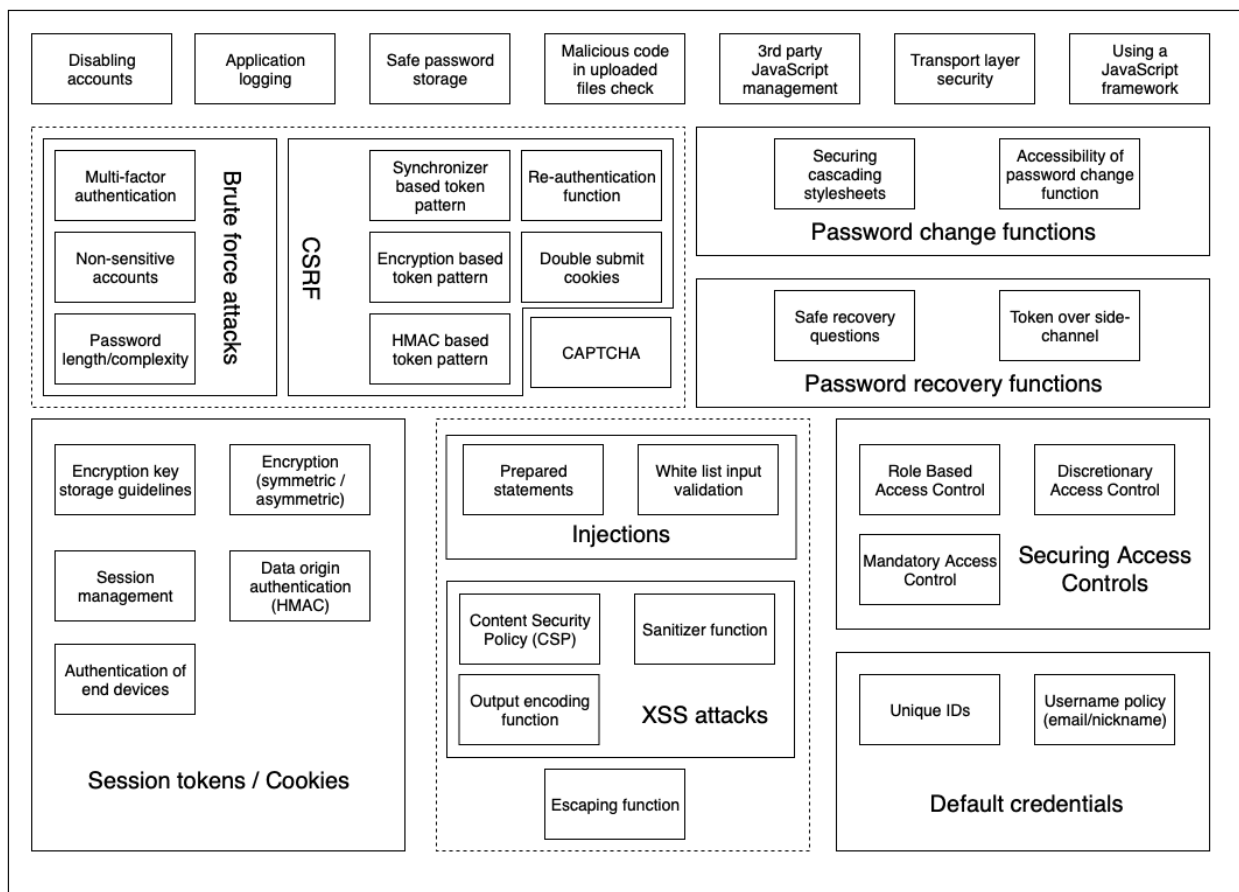 Disabling
accounts
Application
logging
Safe password
storage
Malicious code
in uploaded
files check
3rd party
JavaScript
management
Transport layer
security
Using a
JavaScript
framework
Multi-factor
authentication
Non-sensitive
accounts
Password
length/complexity
Brute force attacks
CSRF
Synchronizer
based token
pattern
Re-authentication
function
Encryption based
token pattern
Double submit
cookies
HMAC based
token pattern
CAPTCHA
Securing
cascading
stylesheets
Accessibility of
password change
function
Password change functions
Safe recovery
questions
Token over side-
channel
Password recovery functions
Encryption key
storage guidelines
Encryption
(symmetric /
asymmetric)
Session
management
Data origin
authentication
(HMAC)
Authentication of
end devices
Session tokens / Cookies
Prepared
statements
White list input
validation
Injections
Content Security
Policy (CSP)
Sanitizer function
Output encoding
function
XSS attacks
Escaping function
Role Based
Access Control
Discretionary
Access Control
Mandatory Access
Control
Securing Access
Controls
Unique IDs
Username policy
(email/nickname)
Default credentials